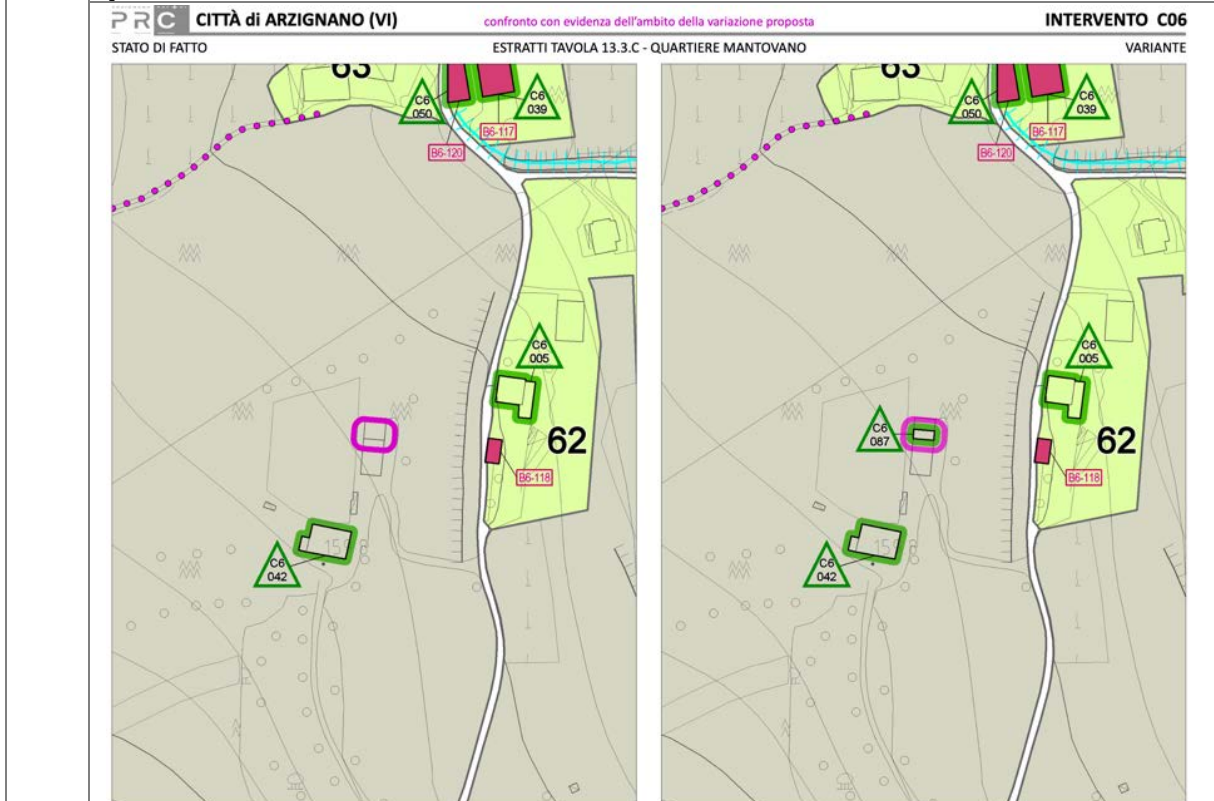 PRC CITTÀ di ARZIGNANO (VI) confronto con evidenza dell'ambito della variazione proposta INTERVENTO C06
STATO DI FATTO ESTRATTI TAVOLA 13.3.C - QUARTIERE MANTOVANO VARIANTE
63
C6
050
C6
039
B6-117
B6-120
C6
005
62
B6-118
C6
042
63
C6
050
C6
039
B6-117
B6-120
C6
005
C6
087
62
B6-118
C6
042